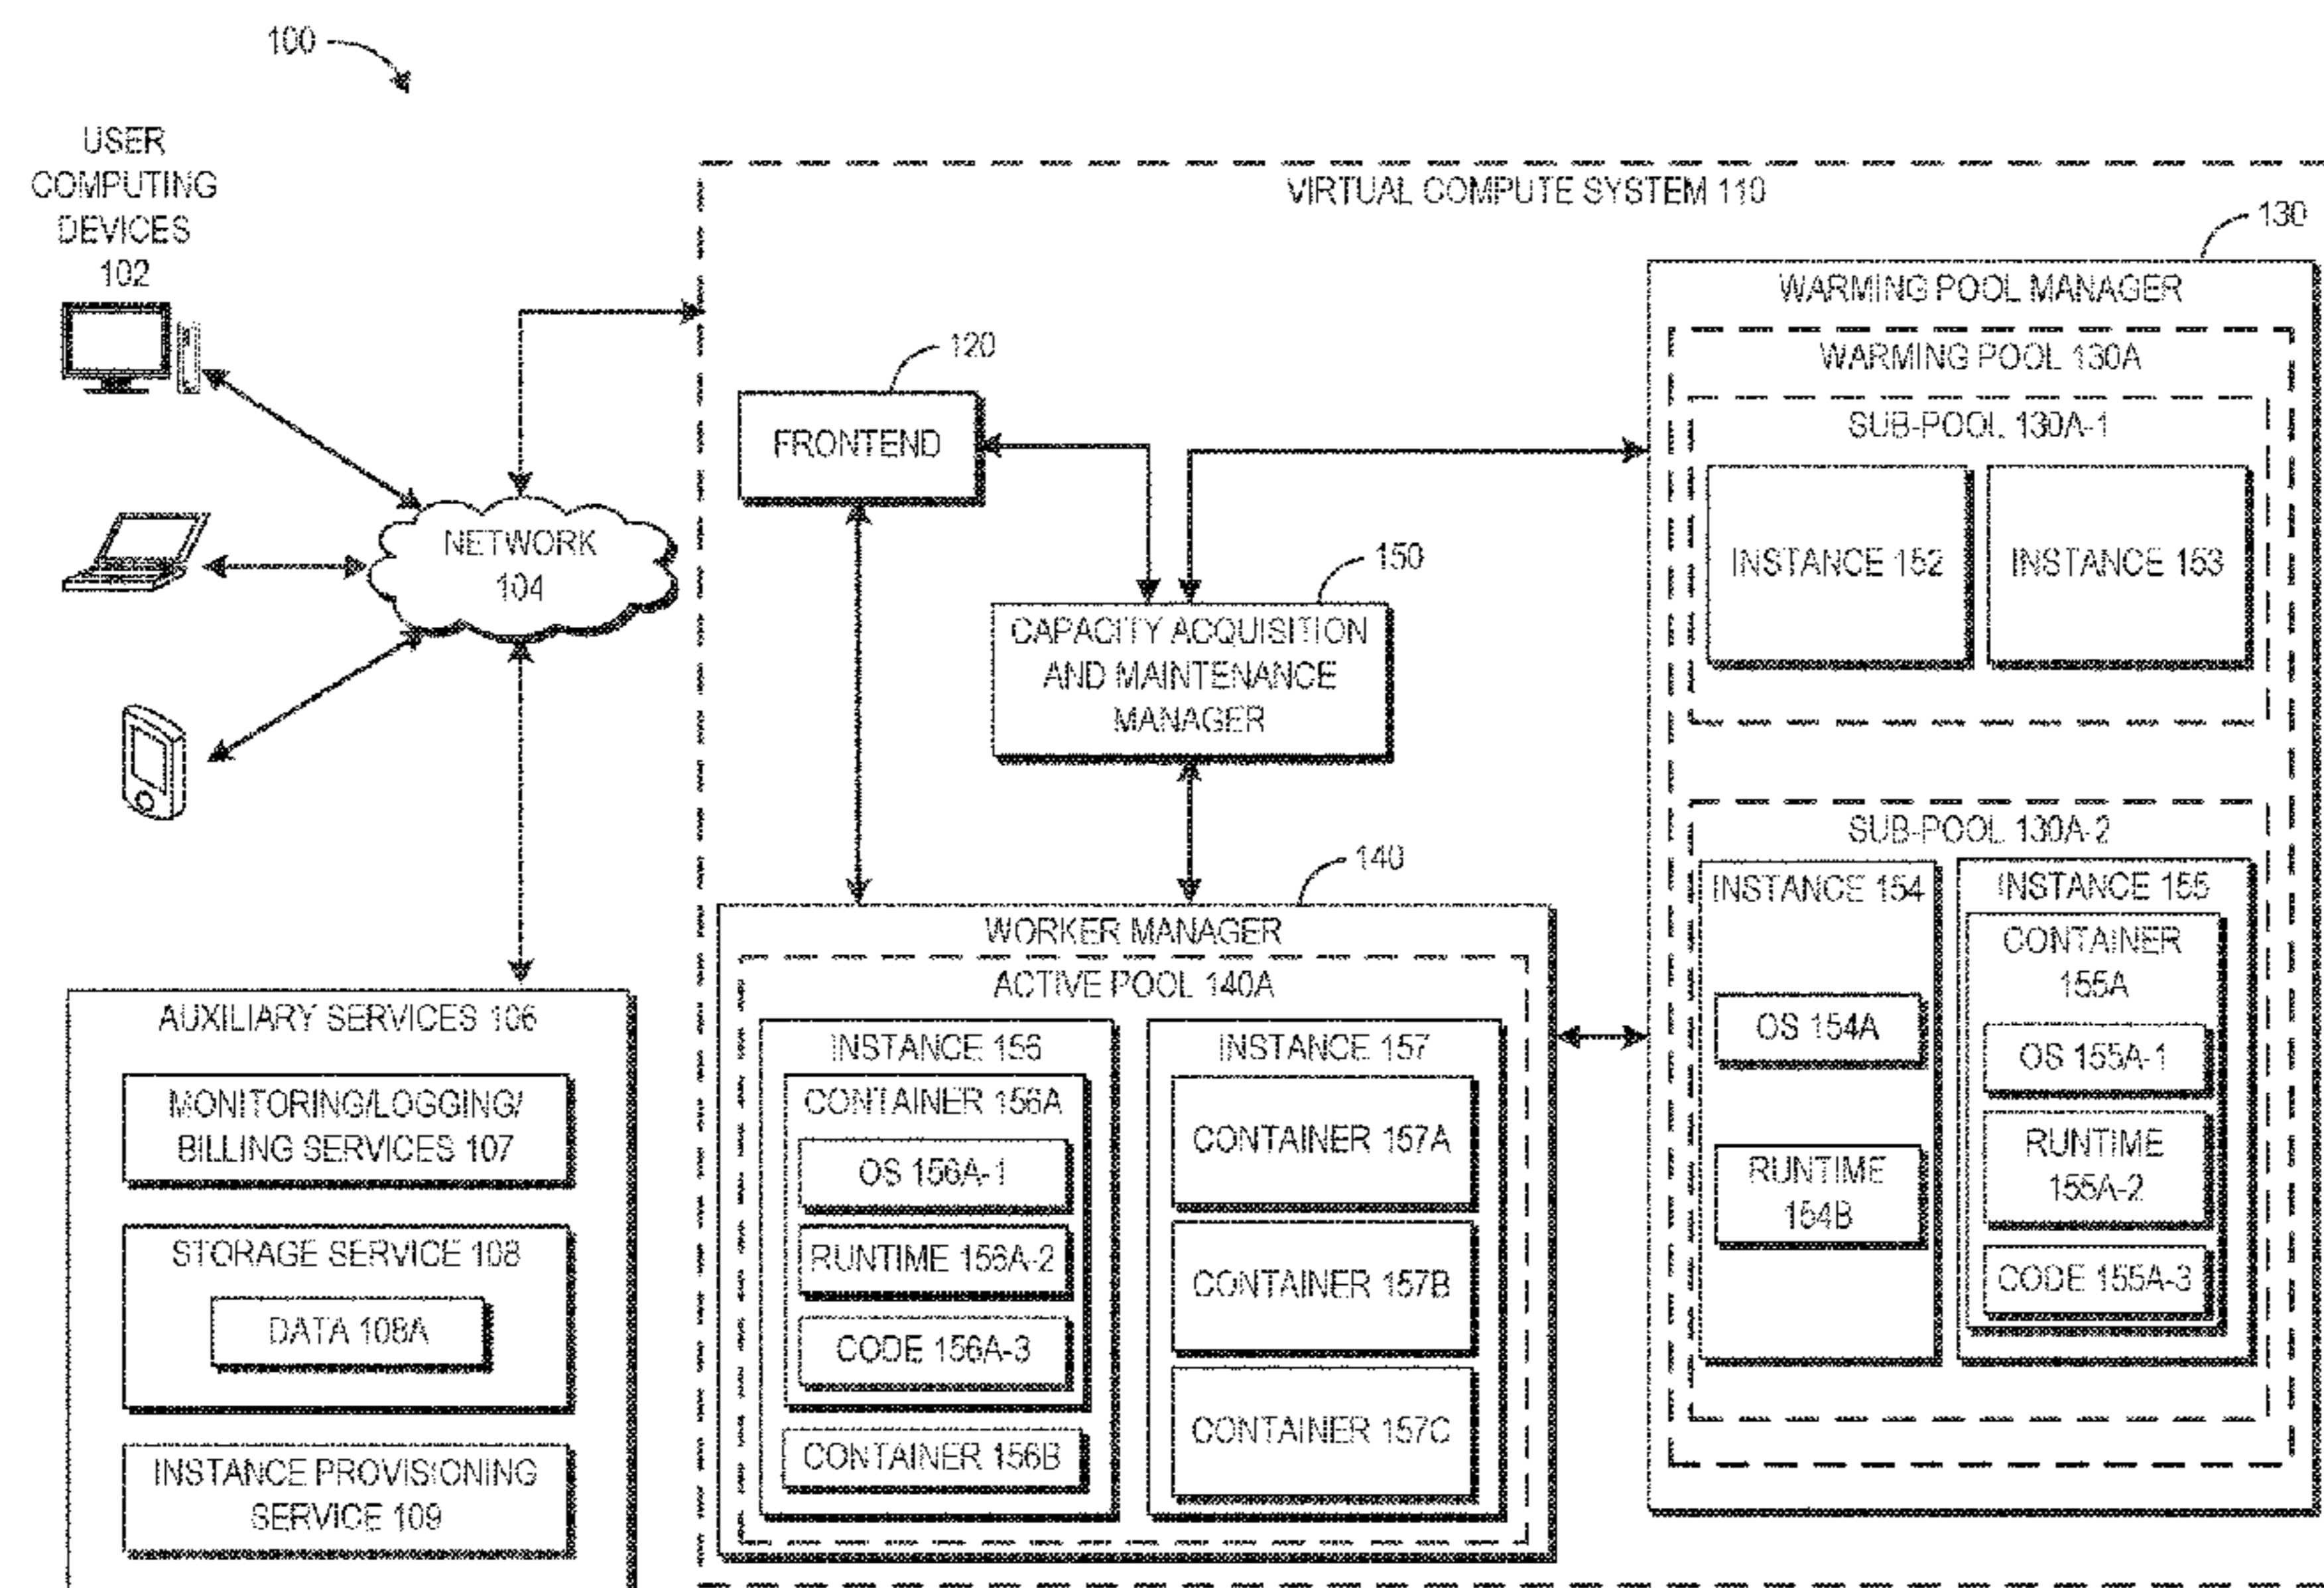 100
USER
COMPUTING
DEVICES
102
NETWORK
104
AUXILIARY SERVICES 106
MONITORING/LOGGING/
BILLING SERVICES 107
STORAGE SERVICE 108
DATA 108A
INSTANCE PROVISIONING
SERVICE 109
VIRTUAL COMPUTE SYSTEM 110
120
FRONTEND
150
CAPACITY ACQUISITION
AND MAINTENANCE
MANAGER
140
WORKER MANAGER
ACTIVE POOL 140A
INSTANCE 156
CONTAINER 156A
OS 156A-1
RUNTIME 156A-2
CODE 156A-3
CONTAINER 156B
INSTANCE 157
CONTAINER 157A
CONTAINER 157B
CONTAINER 157C
130
WARMING POOL MANAGER
WARMING POOL 130A
SUB-POOL 130A-1
INSTANCE 152
INSTANCE 153
SUB-POOL 130A-2
INSTANCE 154
OS 154A
RUNTIME
154B
INSTANCE 155
CONTAINER
155A
OS 155A-1
RUNTIME
155A-2
CODE 155A-3